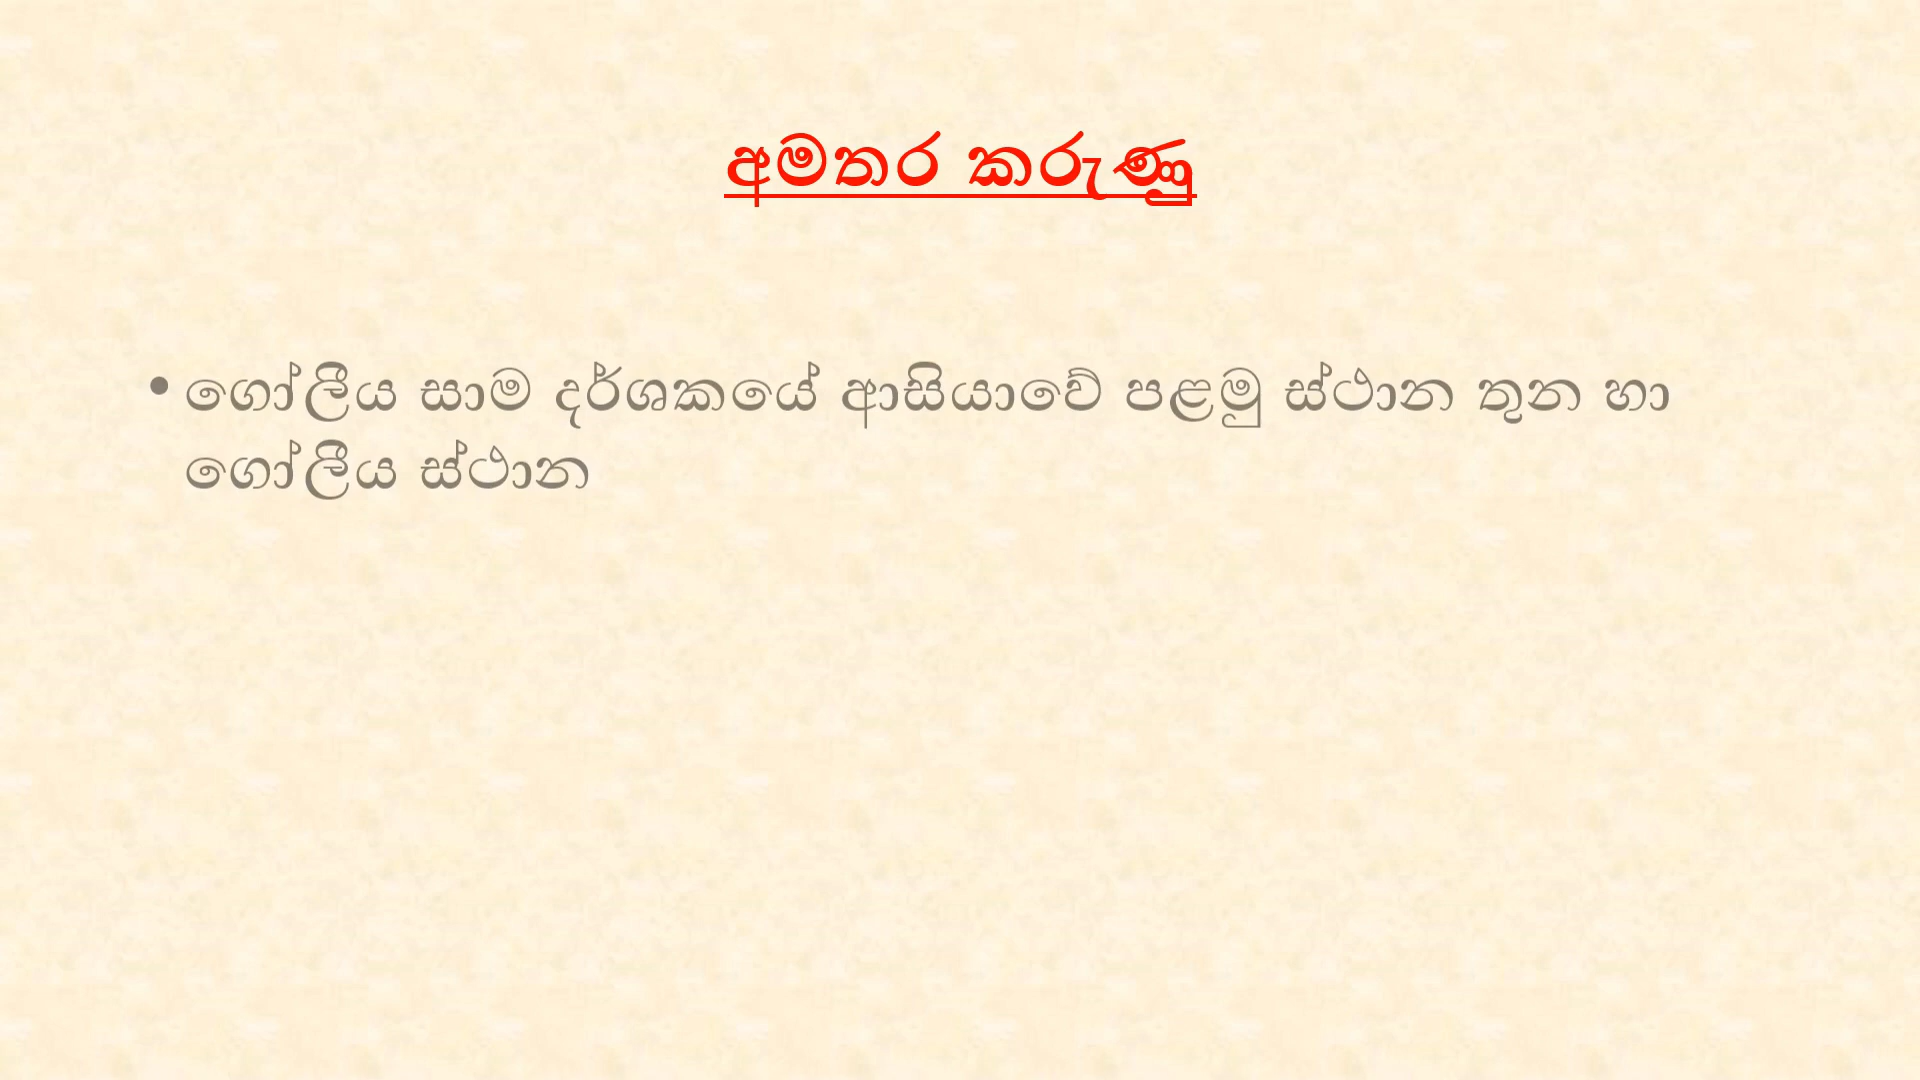 අමතර කරුණු
• ගෝලීය සාම දර්ශකයේ ආසියාවේ පළමු ස්ථාන තුන හා
ගෝලීය ස්ථාන